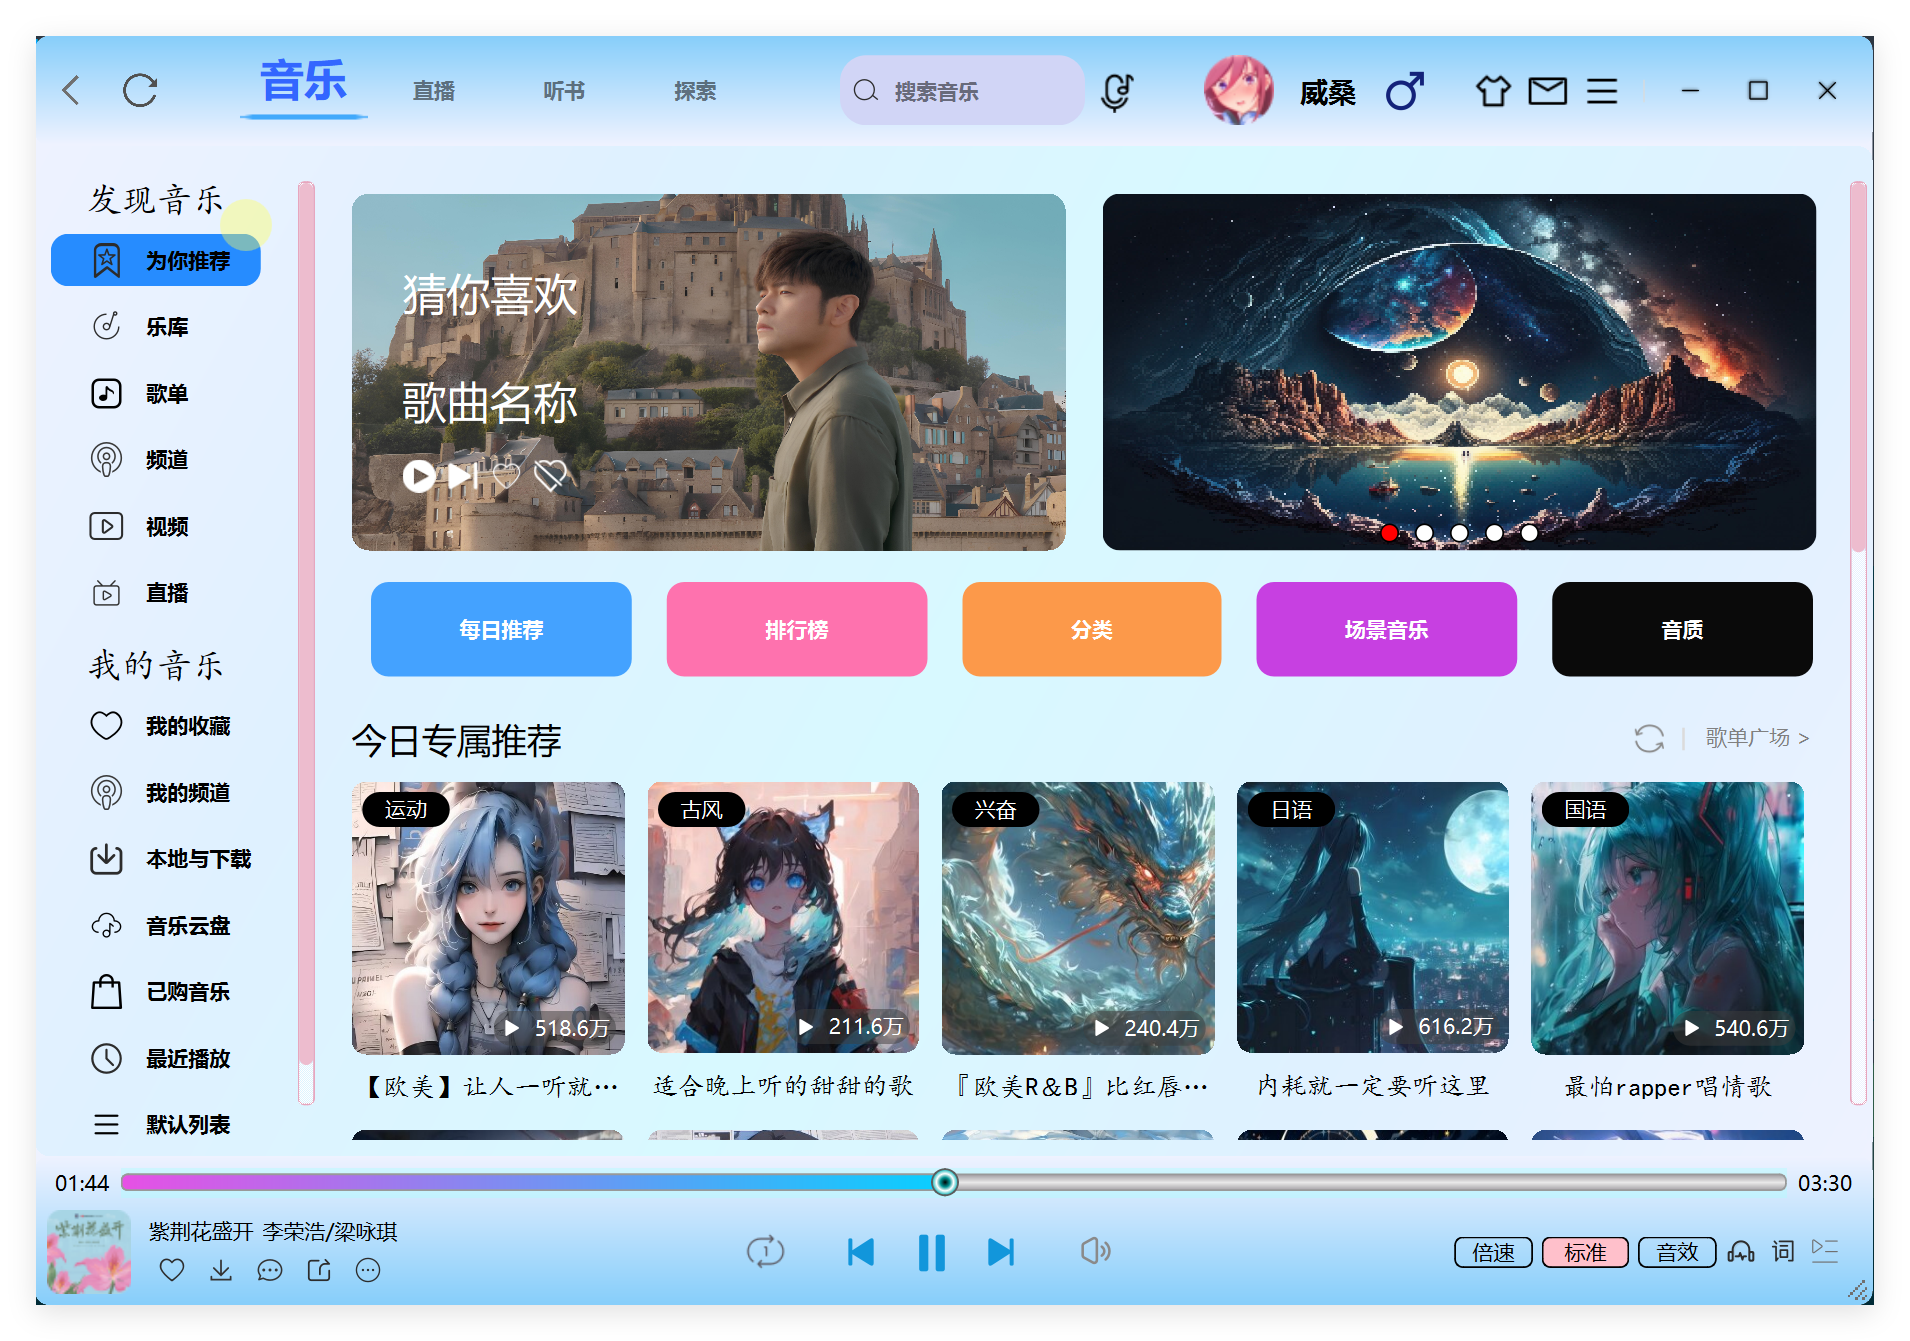 音乐
直播
听书
探索
搜索音乐
威桑
发现音乐
为你推荐
乐库
歌单
频道
视频
直播
我的音乐
我的收藏
我的频道
本地与下载
音乐云盘
已购音乐
最近播放
默认列表
猜你喜欢
歌曲名称
每日推荐
排行榜
分类
场景音乐
音质
今日专属推荐
歌单广场 >
运动
518.6万
【欧美】让人一听就…
古风
211.6万
适合晚上听的甜甜的歌
兴奋
240.4万
『欧美R&B』比红唇…
日语
616.2万
内耗就一定要听这里
国语
540.6万
最怕rapper唱情歌
01:44
03:30
紫荆花盛开
紫荆花盛开 李荣浩/梁咏琪
1
倍速
标准
音效
词